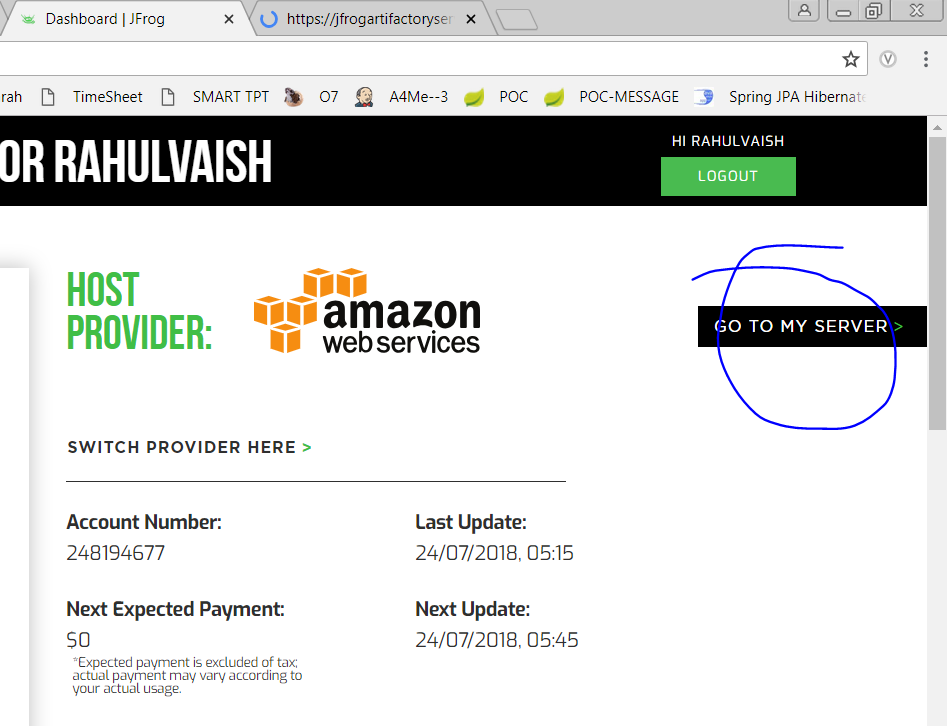 Dashboard | JFrog
https://jfrogartifactoryser
rah TimeSheet SMART TPT O7 A4Me--3 POC POC-MESSAGE Spring JPA Hibernate
OR RAHULVAISH
HI RAHULVAISH
LOGOUT
HOST
PROVIDER:
amazon
web services
GO TO MY SERVER >
SWITCH PROVIDER HERE >
Account Number:
248194677
Last Update:
24/07/2018, 05:15
Next Expected Payment:
$0
*Expected payment is excluded of tax;
actual payment may vary according to
your actual usage.
Next Update:
24/07/2018, 05:45